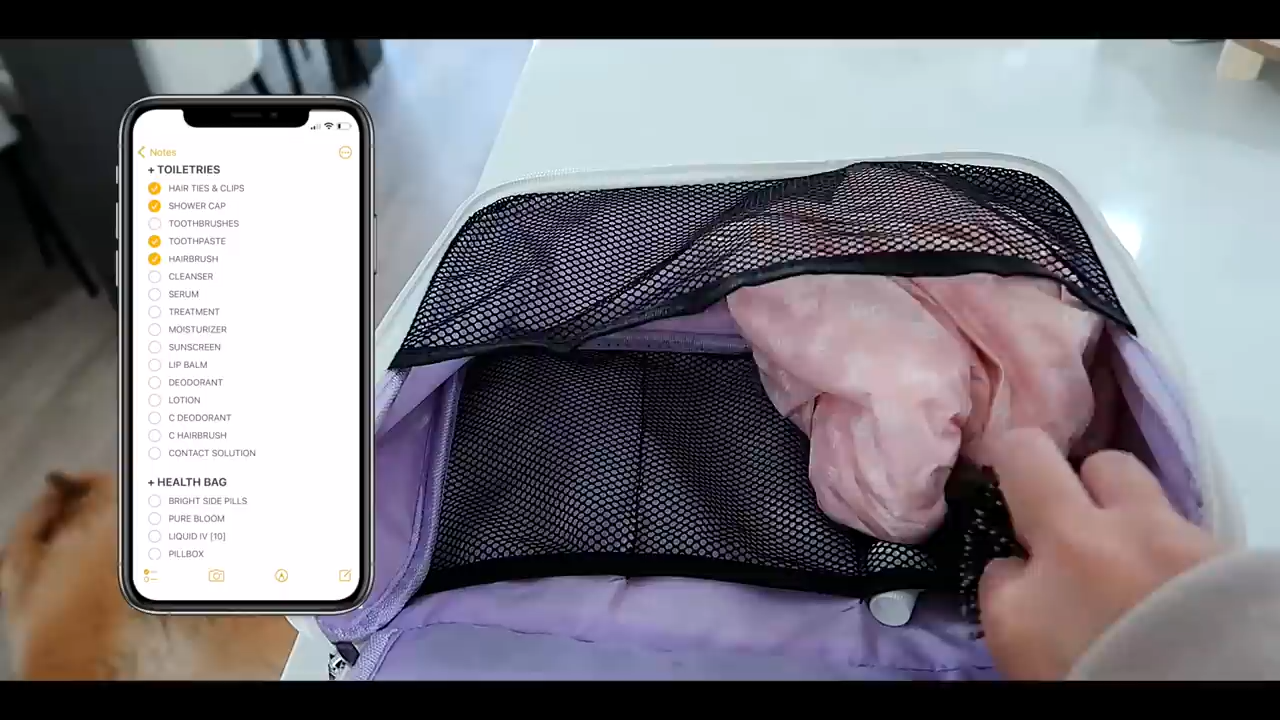 Notes
+ TOILETRIES
HAIR TIES & CLIPS
SHOWER CAP
TOOTHBRUSHES
TOOTHPASTE
HAIRBRUSH
CLEANSER
SERUM
TREATMENT
MOISTURIZER
SUNSCREEN
LIP BALM
DEODORANT
LOTION
C DEODORANT
C HAIRBRUSH
CONTACT SOLUTION
+ HEALTH BAG
BRIGHT SIDE PILLS
PURE BLOOM
LIQUID IV [10]
PILLBOX